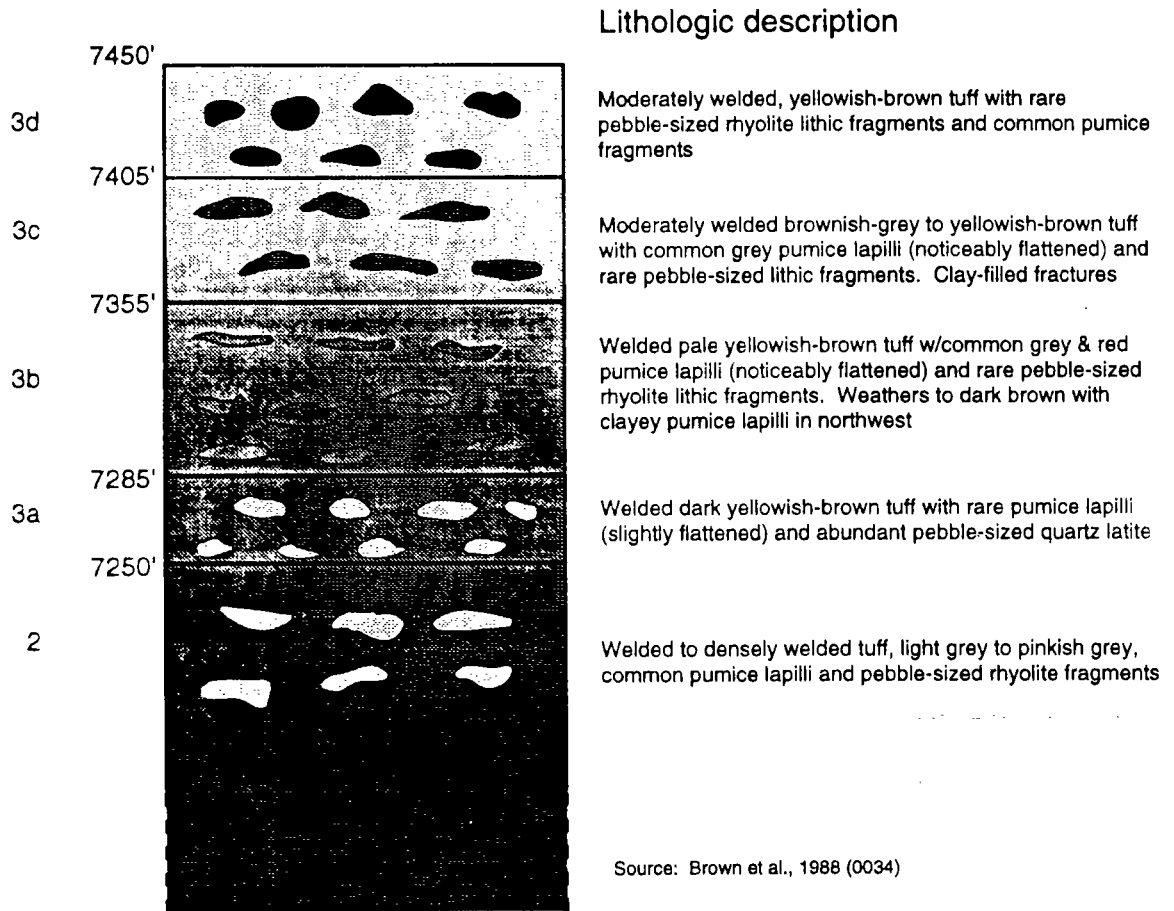 Lithologic description
7450'
3d
Moderately welded, yellowish-brown tuff with rare
pebble-sized rhyolite lithic fragments and common pumice
fragments
7405'
3c
Moderately welded brownish-grey to yellowish-brown tuff
with common grey pumice lapilli (noticeably flattened) and
rare pebble-sized lithic fragments.  Clay-filled fractures
7355'
3b
Welded pale yellowish-brown tuff w/common grey & red
pumice lapilli (noticeably flattened) and rare pebble-sized
rhyolite lithic fragments.  Weathers to dark brown with
clayey pumice lapilli in northwest
7285'
3a
Welded dark yellowish-brown tuff with rare pumice lapilli
(slightly flattened) and abundant pebble-sized quartz latite
7250'
2
Welded to densely welded tuff, light grey to pinkish grey,
common pumice lapilli and pebble-sized rhyolite fragments
Source:  Brown et al., 1988 (0034)